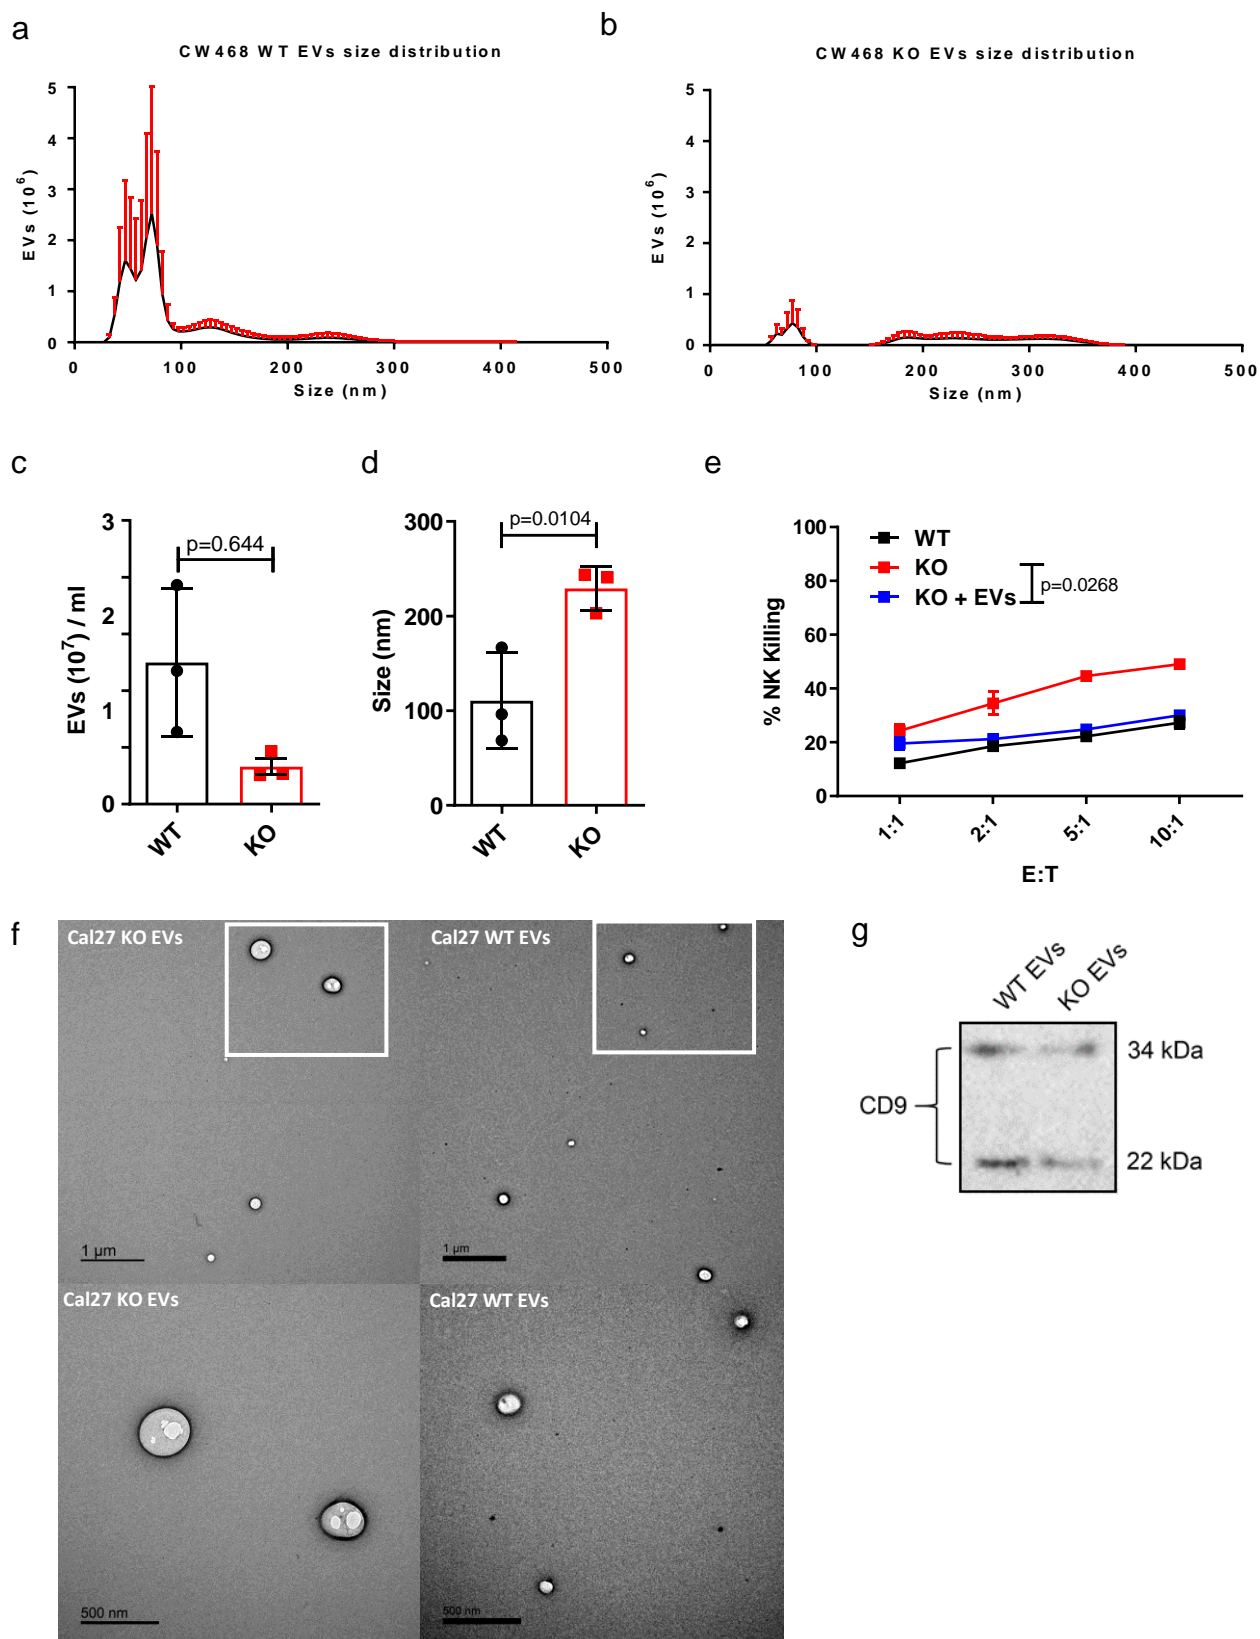 a
CW468 WT EVs size distribution
5
4
3
2
1
0
EVs (10⁶)
0 100 200 300 400 500
Size (nm)
b
CW468 KO EVs size distribution
5
4
3
2
1
0
EVs (10⁶)
0 100 200 300 400 500
Size (nm)
c
3
2
1
0
EVs (10⁷) / ml
p=0.644
WT KO
d
300
200
100
0
Size (nm)
p=0.0104
WT KO
e
100
80
60
40
20
0
% NK Killing
WT
KO
KO + EVs
p=0.0268
1:1 2:1 5:1 10:1
E:T
f
Cal27 KO EVs
1 µm
Cal27 WT EVs
1 µm
Cal27 KO EVs
500 nm
Cal27 WT EVs
500 nm
g
WT EVs KO EVs
34 kDa
CD9
22 kDa